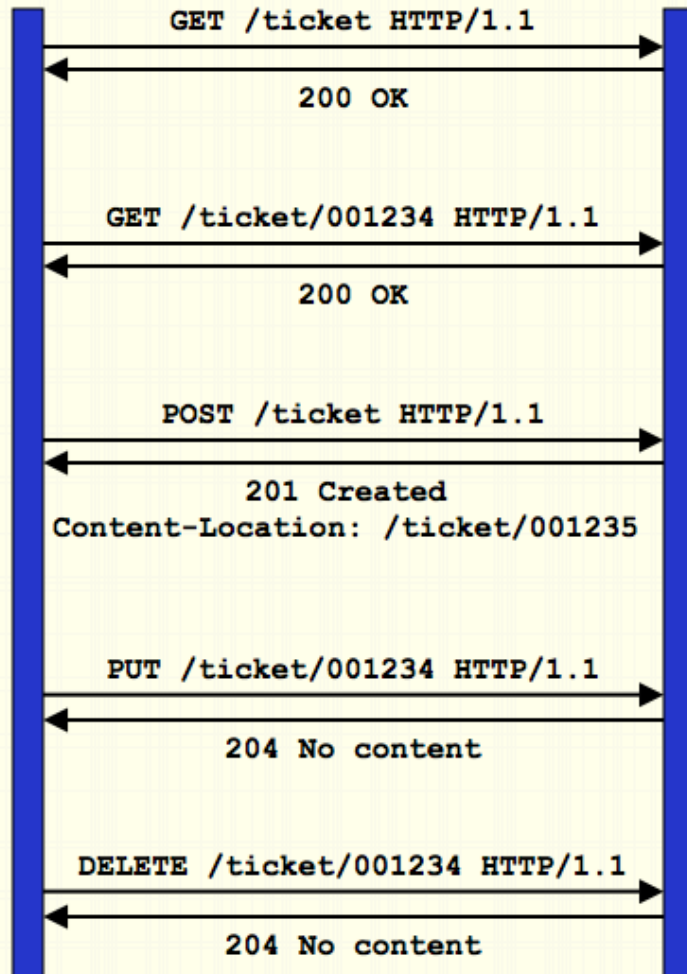 GET /ticket HTTP/1.1
200 OK
GET /ticket/001234 HTTP/1.1
200 OK
POST /ticket HTTP/1.1
201 Created
Content-Location: /ticket/001235
PUT /ticket/001234 HTTP/1.1
204 No content
DELETE /ticket/001234 HTTP/1.1
204 No content